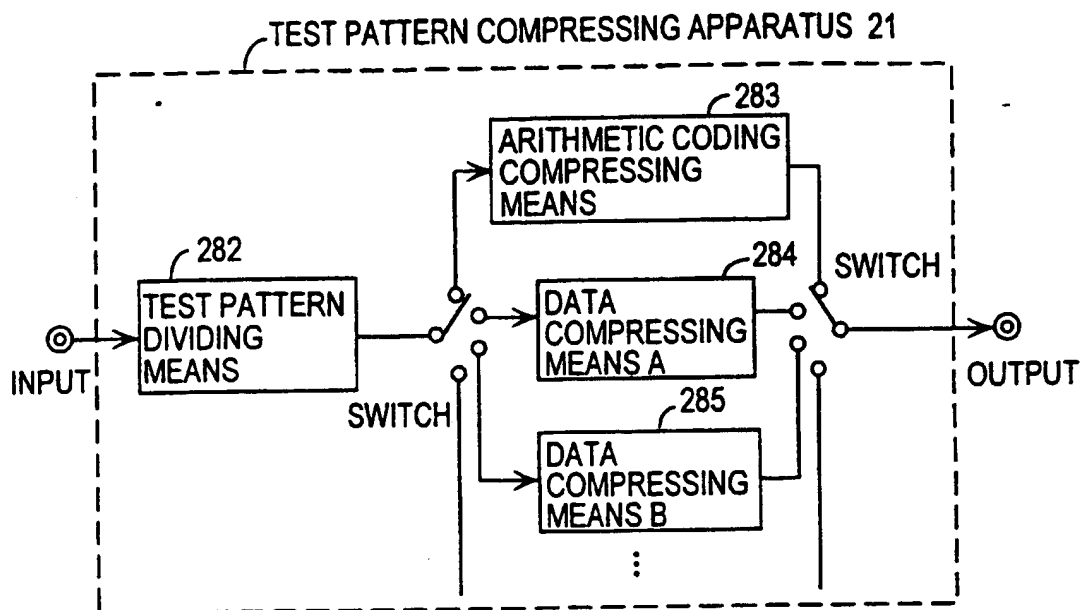 TEST PATTERN COMPRESSING APPARATUS 21
283
ARITHMETIC CODING
COMPRESSING
MEANS
282
TEST PATTERN
DIVIDING
MEANS
INPUT
SWITCH
284
DATA
COMPRESSING
MEANS A
SWITCH
OUTPUT
285
DATA
COMPRESSING
MEANS B